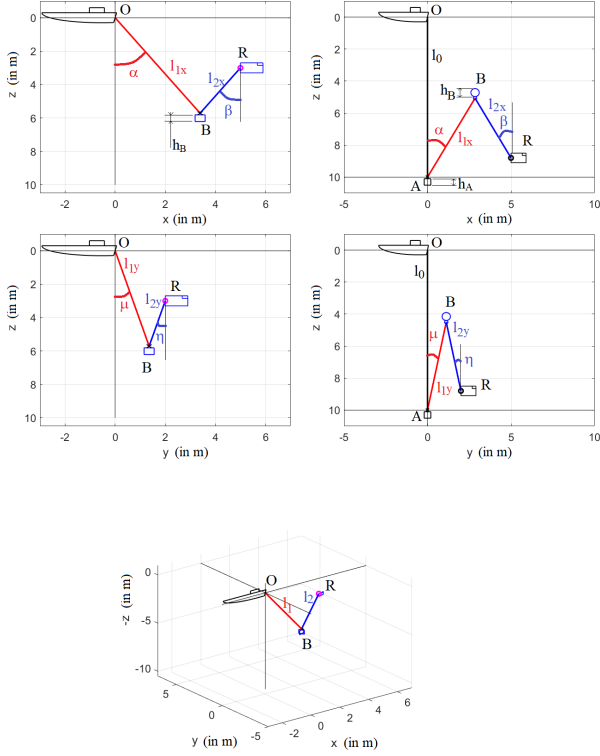 O
R
l1x
α
l2x
β
B
hB
0
2
4
6
8
10
z (in m)
-2
0
2
4
6
x (in m)
O
l0
B
hB
l2x
α
β
l1x
R
A
hA
0
2
4
6
8
10
z (in m)
-5
0
5
10
x (in m)
O
l1y
R
l2y
μ
η
B
0
2
4
6
8
10
z (in m)
-2
0
2
4
6
y (in m)
O
l0
B
l2y
μ
η
l1y
R
A
0
2
4
6
8
10
z (in m)
-5
0
5
10
y (in m)
O
R
l1
l2
B
0
-5
-10
-z (in m)
5
0
-5
y (in m)
-2
0
2
4
6
x (in m)